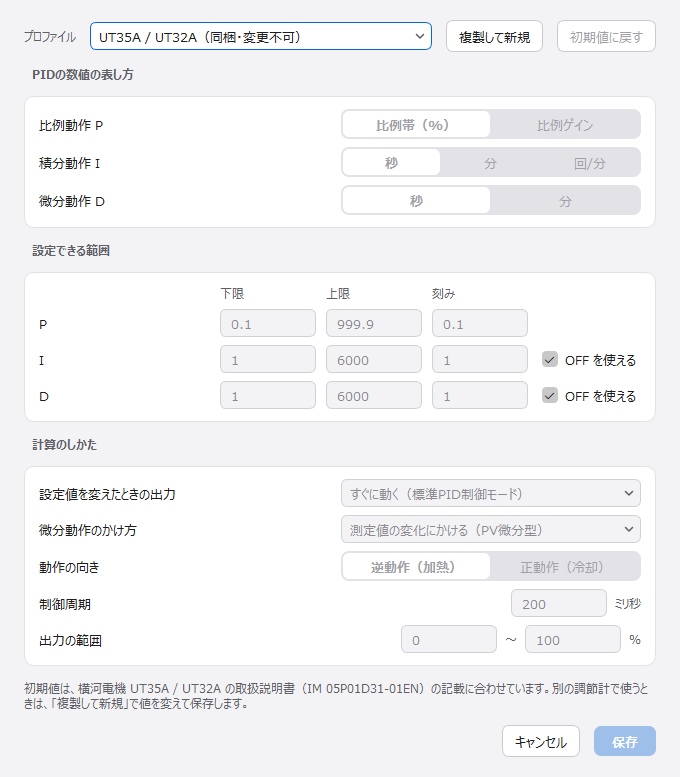 プロファイル UT35A / UT32A（同梱・変更不可） 複製して新規 初期値に戻す
PIDの数値の表し方
比例動作 P 比例帯（%） 比例ゲイン
積分動作 I 秒 分 回/分
微分動作 D 秒 分
設定できる範囲
下限 上限 刻み
P 0.1 999.9 0.1
I 1 6000 1 OFF を使える
D 1 6000 1 OFF を使える
計算のしかた
設定値を変えたときの出力 すぐに動く（標準PID制御モード）
微分動作のかけ方 測定値の変化にかける（PV微分型）
動作の向き 逆動作（加熱） 正動作（冷却）
制御周期 200 ミリ秒
出力の範囲 0 ～ 100 %
初期値は、横河電機 UT35A / UT32A の取扱説明書（IM 05P01D31-01EN）の記載に合わせています。別の調節計で使うと
きは、「複製して新規」で値を変えて保存します。
キャンセル 保存